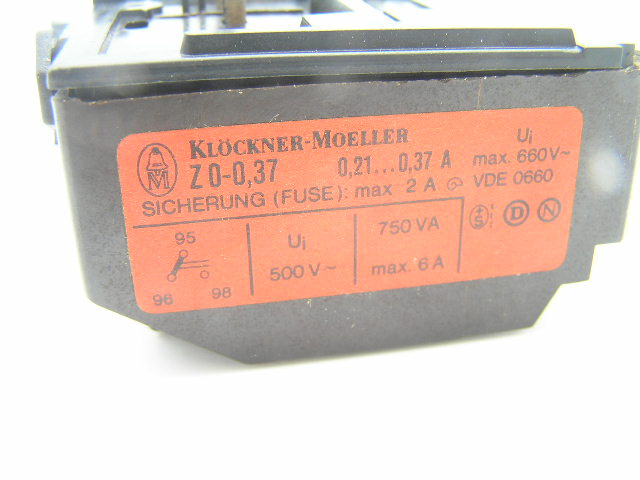 KLÖCKNER-MOELLER
Z 0-0,37 0,21...0,37 A
SICHERUNG (FUSE): max 2 A
Ui
max. 660V~
VDE 0660
M
95
96 98
Ui
500 V~
750 VA
max. 6 A
±S D N